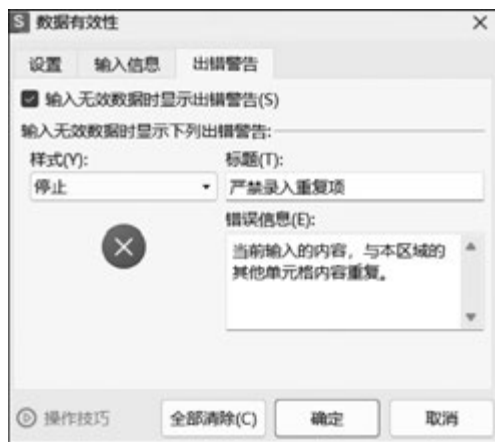 S 数据有效性
设置 输入信息 出错警告
输入无效数据时显示出错警告(S)
输入无效数据时显示下列出错警告:
样式(Y): 标题(T):
停止 严禁录入重复项
错误信息(E):
当前输入的内容，与本区域的
其他单元格内容重复。
操作技巧 全部清除(C) 确定 取消